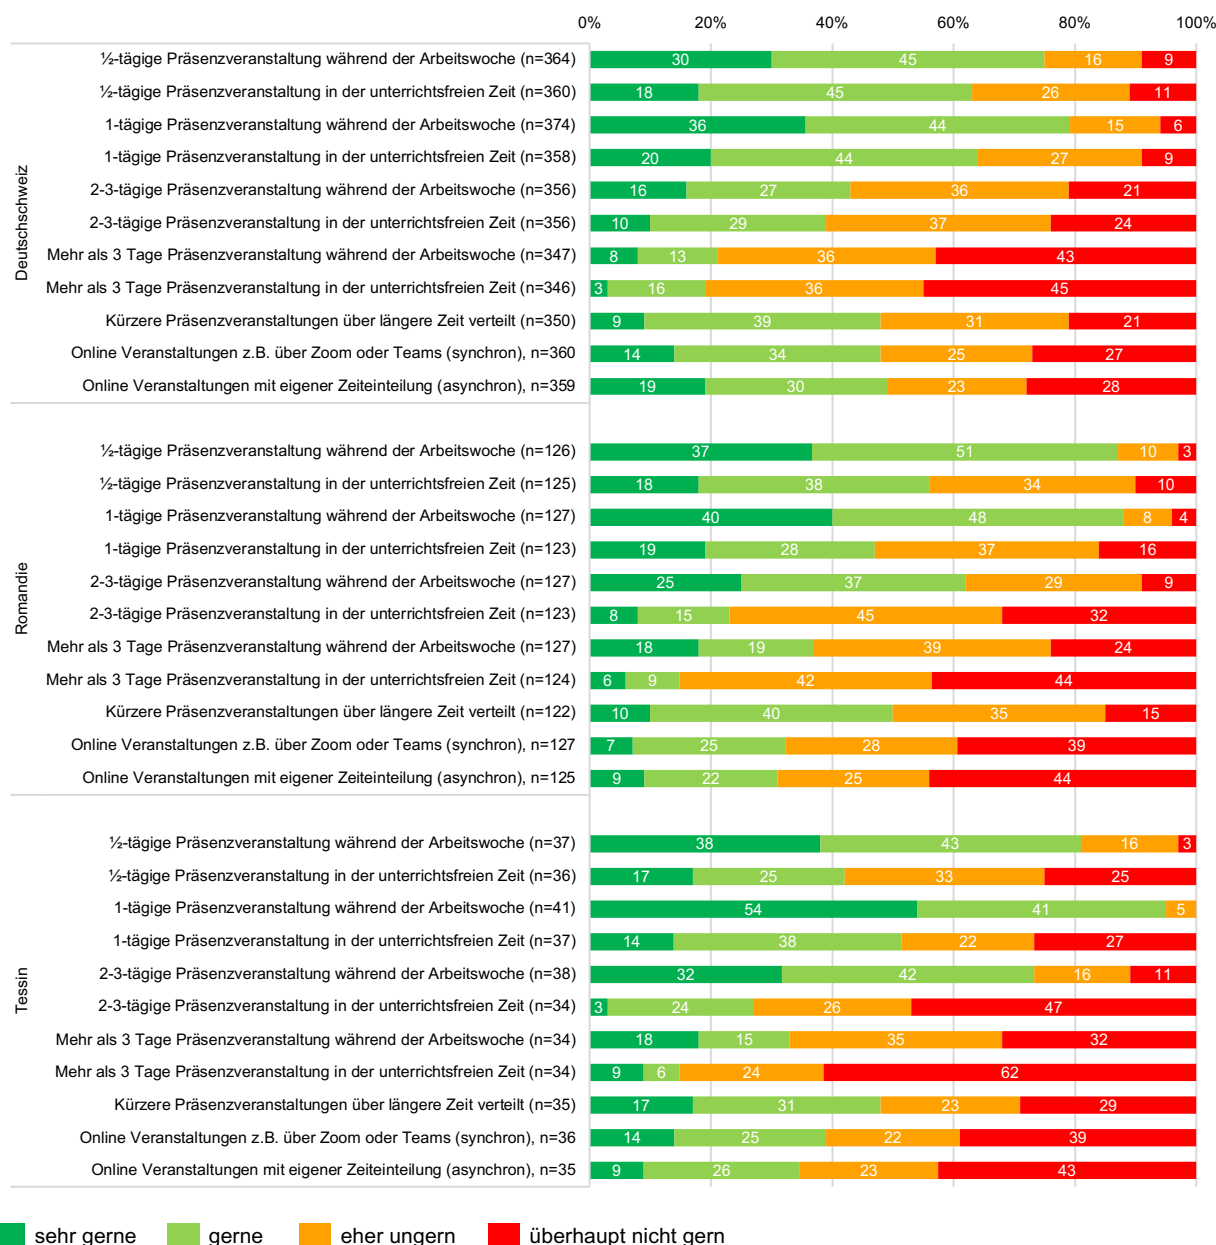 0% 20% 40% 60% 80% 100%
Deutschschweiz
½-tägige Präsenzveranstaltung während der Arbeitswoche (n=364) 30 45 16 9
½-tägige Präsenzveranstaltung in der unterrichtsfreien Zeit (n=360) 18 45 26 11
1-tägige Präsenzveranstaltung während der Arbeitswoche (n=374) 36 44 15 6
1-tägige Präsenzveranstaltung in der unterrichtsfreien Zeit (n=358) 20 44 27 9
2-3-tägige Präsenzveranstaltung während der Arbeitswoche (n=356) 16 27 36 21
2-3-tägige Präsenzveranstaltung in der unterrichtsfreien Zeit (n=356) 10 29 37 24
Mehr als 3 Tage Präsenzveranstaltung während der Arbeitswoche (n=347) 8 13 36 43
Mehr als 3 Tage Präsenzveranstaltung in der unterrichtsfreien Zeit (n=346) 3 16 36 45
Kürzere Präsenzveranstaltungen über längere Zeit verteilt (n=350) 9 39 31 21
Online Veranstaltungen z.B. über Zoom oder Teams (synchron), n=360 14 34 25 27
Online Veranstaltungen mit eigener Zeiteinteilung (asynchron), n=359 19 30 23 28
Romandie
½-tägige Präsenzveranstaltung während der Arbeitswoche (n=126) 37 51 10 3
½-tägige Präsenzveranstaltung in der unterrichtsfreien Zeit (n=125) 18 38 34 10
1-tägige Präsenzveranstaltung während der Arbeitswoche (n=127) 40 48 8 4
1-tägige Präsenzveranstaltung in der unterrichtsfreien Zeit (n=123) 19 28 37 16
2-3-tägige Präsenzveranstaltung während der Arbeitswoche (n=127) 25 37 29 9
2-3-tägige Präsenzveranstaltung in der unterrichtsfreien Zeit (n=123) 8 15 45 32
Mehr als 3 Tage Präsenzveranstaltung während der Arbeitswoche (n=127) 18 19 39 24
Mehr als 3 Tage Präsenzveranstaltung in der unterrichtsfreien Zeit (n=124) 6 9 42 44
Kürzere Präsenzveranstaltungen über längere Zeit verteilt (n=122) 10 40 35 15
Online Veranstaltungen z.B. über Zoom oder Teams (synchron), n=127 7 25 28 39
Online Veranstaltungen mit eigener Zeiteinteilung (asynchron), n=125 9 22 25 44
Tessin
½-tägige Präsenzveranstaltung während der Arbeitswoche (n=37) 38 43 16 3
½-tägige Präsenzveranstaltung in der unterrichtsfreien Zeit (n=36) 17 25 33 25
1-tägige Präsenzveranstaltung während der Arbeitswoche (n=41) 54 41 5
1-tägige Präsenzveranstaltung in der unterrichtsfreien Zeit (n=37) 14 38 22 27
2-3-tägige Präsenzveranstaltung während der Arbeitswoche (n=38) 32 42 16 11
2-3-tägige Präsenzveranstaltung in der unterrichtsfreien Zeit (n=34) 3 24 26 47
Mehr als 3 Tage Präsenzveranstaltung während der Arbeitswoche (n=34) 18 15 35 32
Mehr als 3 Tage Präsenzveranstaltung in der unterrichtsfreien Zeit (n=34) 9 6 24 62
Kürzere Präsenzveranstaltungen über längere Zeit verteilt (n=35) 17 31 23 29
Online Veranstaltungen z.B. über Zoom oder Teams (synchron), n=36 14 25 22 39
Online Veranstaltungen mit eigener Zeiteinteilung (asynchron), n=35 9 26 23 43
sehr gerne gerne eher ungern überhaupt nicht gern